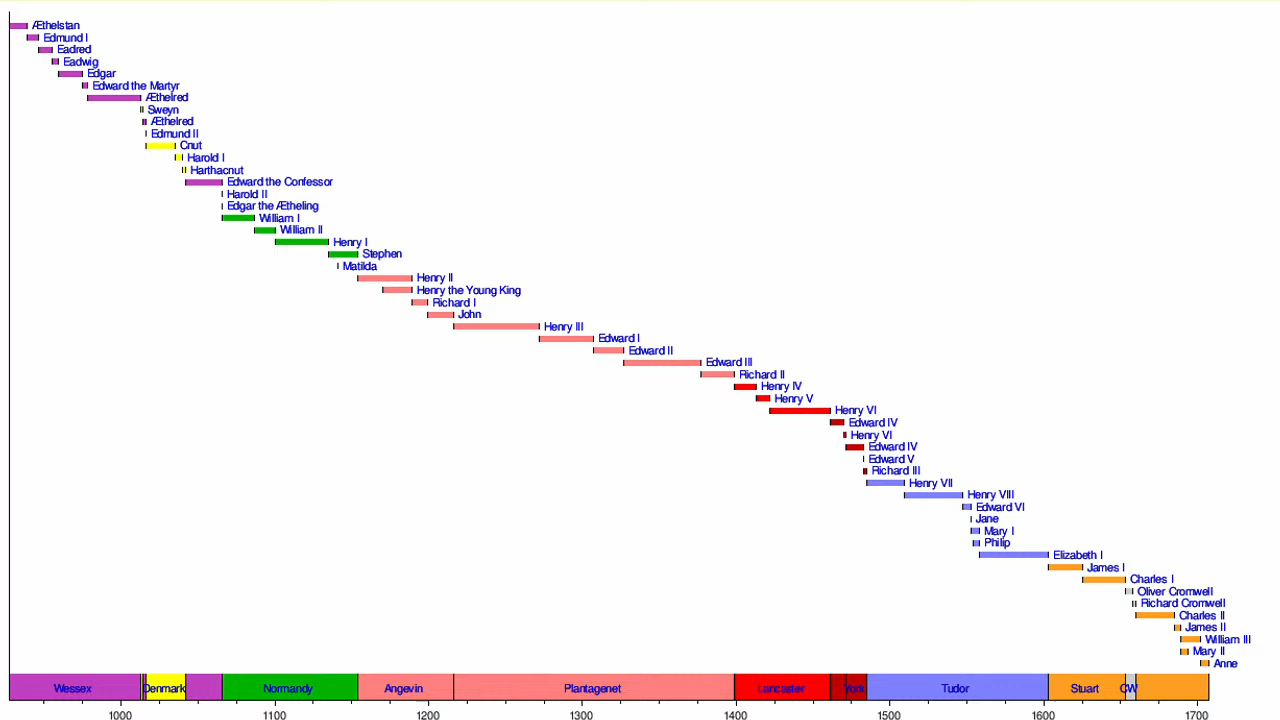 Æthelstan
Edmund I
Eadred
Eadwig
Edgar
Edward the Martyr
Æthelred
Sweyn
Æthelred
Edmund II
Cnut
Harold I
Harthacnut
Edward the Confessor
Harold II
Edgar the Ætheling
William I
William II
Henry I
Stephen
Matilda
Henry II
Henry the Young King
Richard I
John
Henry III
Edward I
Edward II
Edward III
Richard II
Henry IV
Henry V
Henry VI
Edward IV
Henry VI
Edward IV
Edward V
Richard III
Henry VII
Henry VIII
Edward VI
Jane
Mary I
Philip
Elizabeth I
James I
Charles I
Oliver Cromwell
Richard Cromwell
Charles II
James II
William III
Mary II
Anne
Wessex Denmark Normandy Angevin Plantagenet Lancaster York Tudor Stuart CW
1000 1100 1200 1300 1400 1500 1600 1700